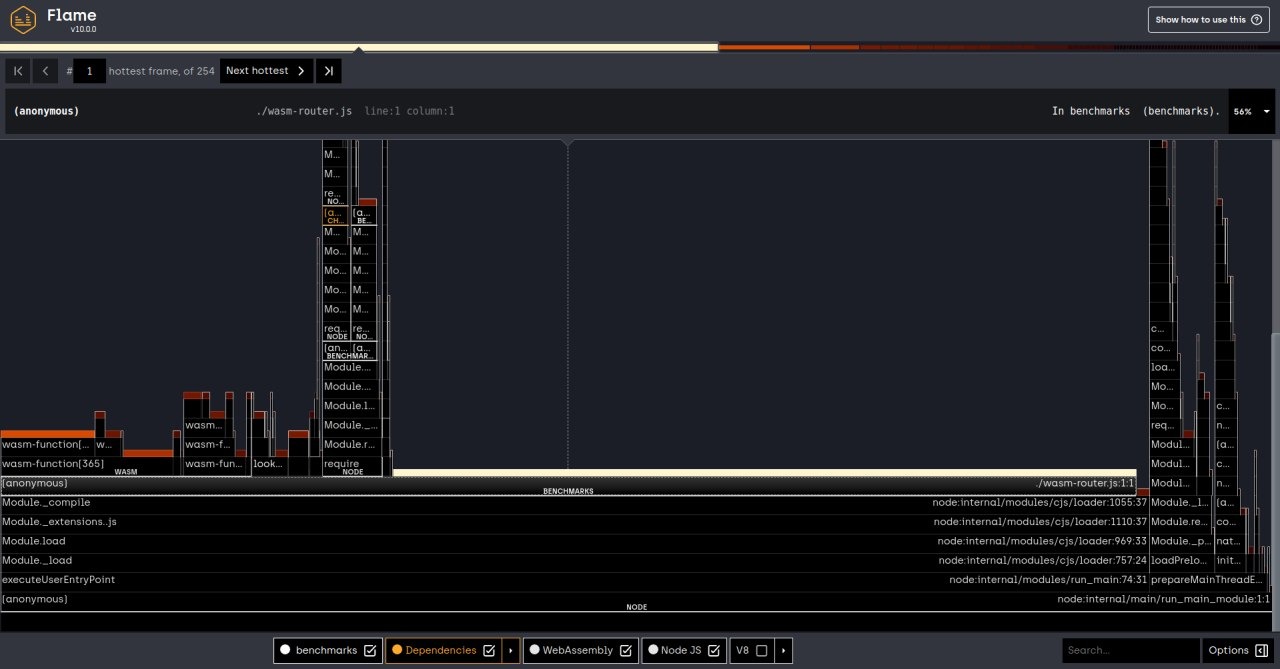 Flame
v10.0.0
Show how to use this
# 1 hottest frame, of 254 Next hottest
(anonymous) ./wasm-router.js line:1 column:1 In benchmarks (benchmarks). 56%
M...
M...
re...
NO...
(a... (a...
CH... BE...
M... M...
Mo... M...
Mo... M...
Mo... M...
Mo... M...
req... re... c...
NODE NO...
(an... (a... co...
BENCHMAR...
Module.... loa...
Module.... Mo...
Module.l... Mo... c...
wasm... Module._... req... n...
wasm-function[... w... wasm-f... Module.r... Modul... (a...
wasm-function[365] wasm-fun... look... require Modul... c...
WASM NODE
(anonymous) ./wasm-router.js:1:1 Modul... n...
BENCHMARKS
Module._compile node:internal/modules/cjs/loader:1055:37 Module._l... (a...
Module._extensions..js node:internal/modules/cjs/loader:1110:37 Module.re... co...
Module.load node:internal/modules/cjs/loader:969:33 Module._p... nat...
Module._load node:internal/modules/cjs/loader:757:24 loadPrelo... init...
executeUserEntryPoint node:internal/modules/run_main:74:31 prepareMainThreadE...
(anonymous) node:internal/main/run_main_module:1:1
NODE
benchmarks Dependencies WebAssembly Node JS V8 Search... Options